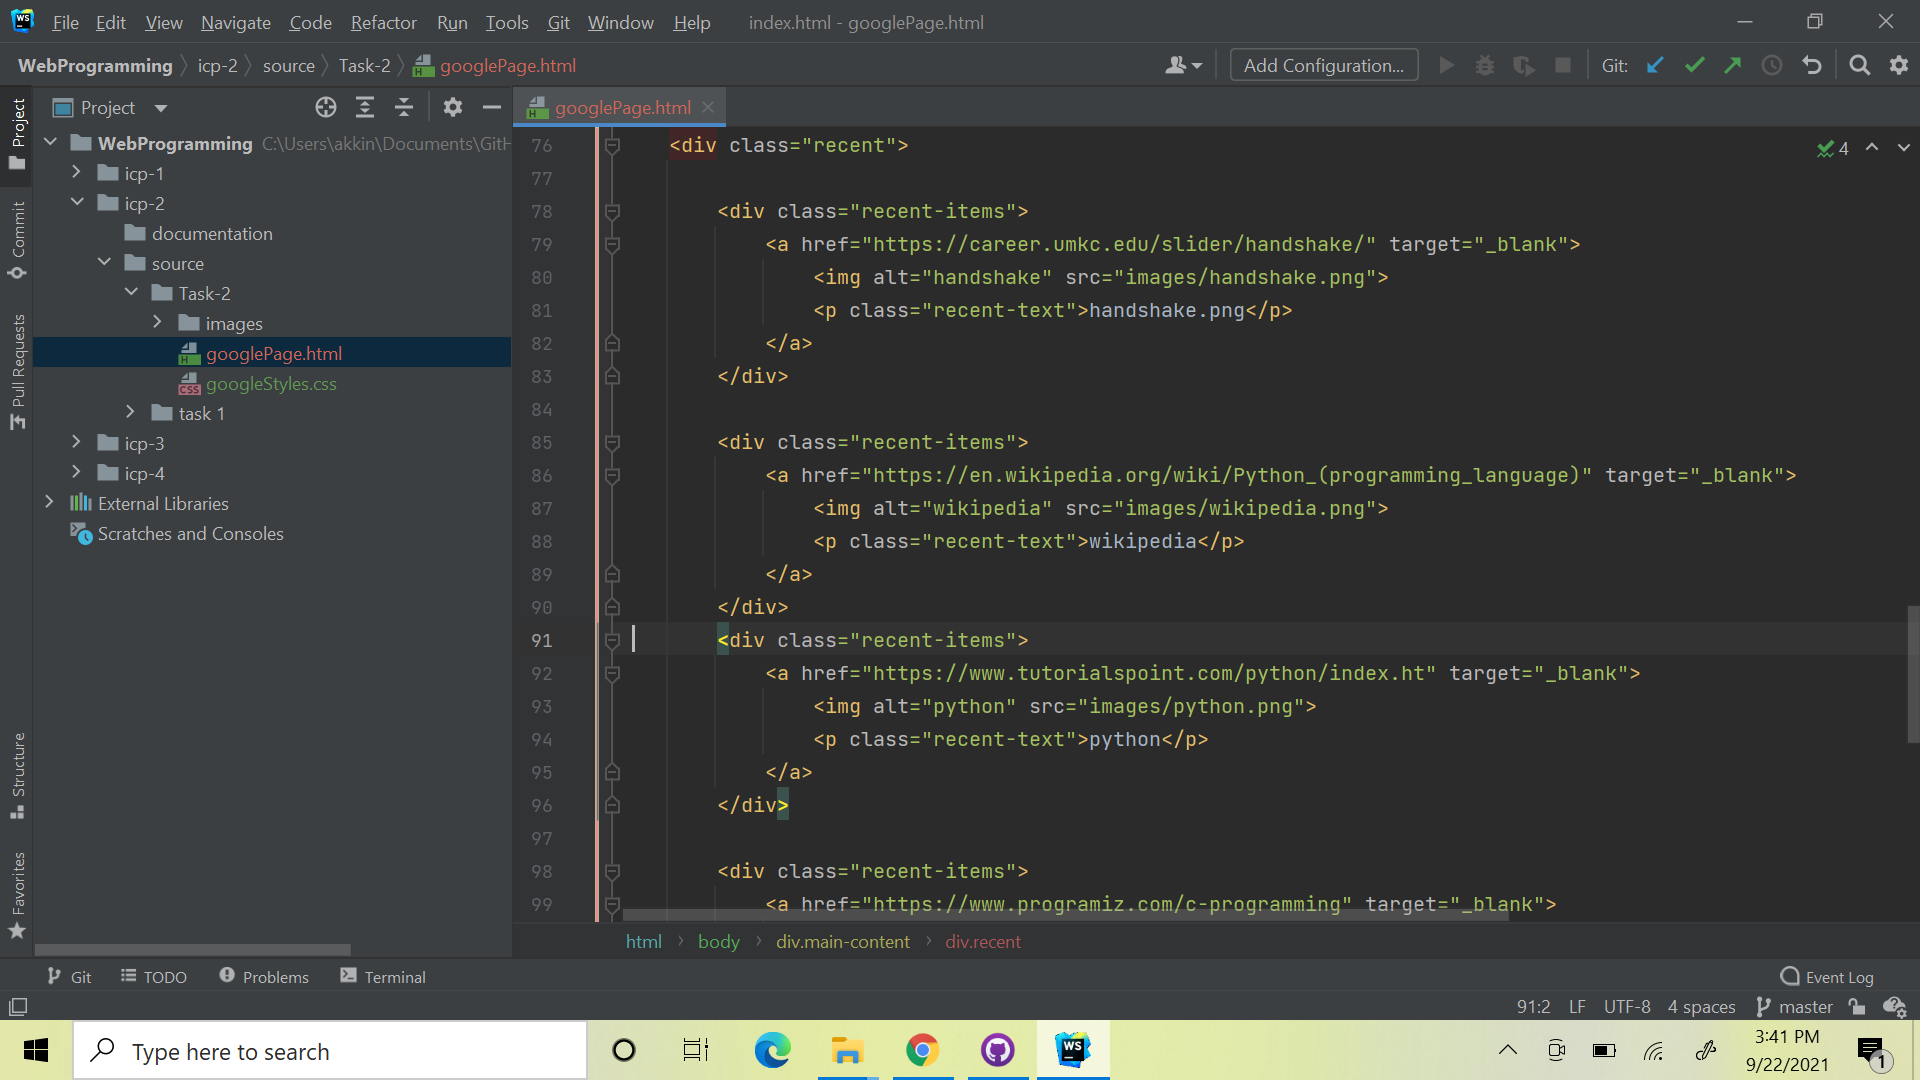 WS File Edit View Navigate Code Refactor Run Tools Git Window Help index.html - googlePage.html
WebProgramming icp-2 source Task-2 googlePage.html Add Configuration... Git:
Project googlePage.html
WebProgramming C:\Users\akkin\Documents\GitH
icp-1
icp-2
documentation
source
Task-2
images
googlePage.html
googleStyles.css
task 1
icp-3
icp-4
External Libraries
Scratches and Consoles
Project
Commit
Pull Requests
Structure
Favorites
4
76 <div class="recent">
77
78 <div class="recent-items">
79 <a href="https://career.umkc.edu/slider/handshake/" target="_blank">
80 <img alt="handshake" src="images/handshake.png">
81 <p class="recent-text">handshake.png</p>
82 </a>
83 </div>
84
85 <div class="recent-items">
86 <a href="https://en.wikipedia.org/wiki/Python_(programming_language)" target="_blank">
87 <img alt="wikipedia" src="images/wikipedia.png">
88 <p class="recent-text">wikipedia</p>
89 </a>
90 </div>
91 <div class="recent-items">
92 <a href="https://www.tutorialspoint.com/python/index.ht" target="_blank">
93 <img alt="python" src="images/python.png">
94 <p class="recent-text">python</p>
95 </a>
96 </div>
97
98 <div class="recent-items">
99 <a href="https://www.programiz.com/c-programming" target="_blank">
html body div.main-content div.recent
Git TODO Problems Terminal Event Log
91:2 LF UTF-8 4 spaces master
Type here to search
WS
3:41 PM
9/22/2021
1